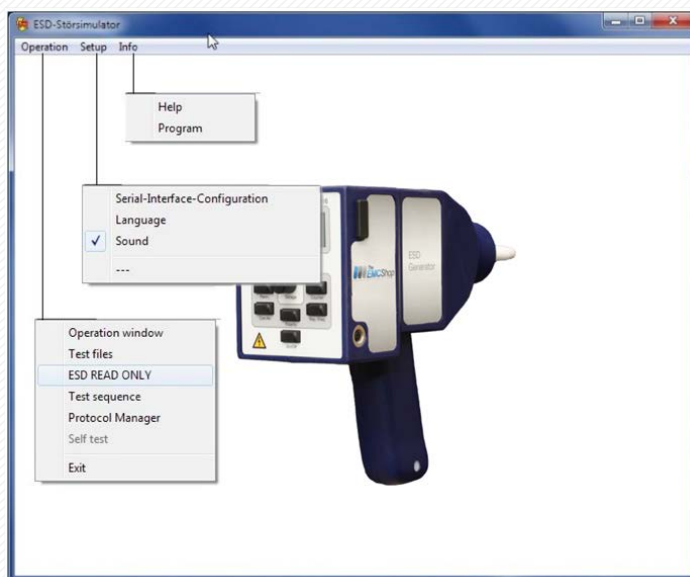 ESD-Störsimulator
Operation Setup Info
Help
Program
Serial-Interface-Configuration
Language
Sound
---
The
EMCShop
ESD
Generator
Operation window
Test files
ESD READ ONLY
Test sequence
Protocol Manager
Self test
Exit